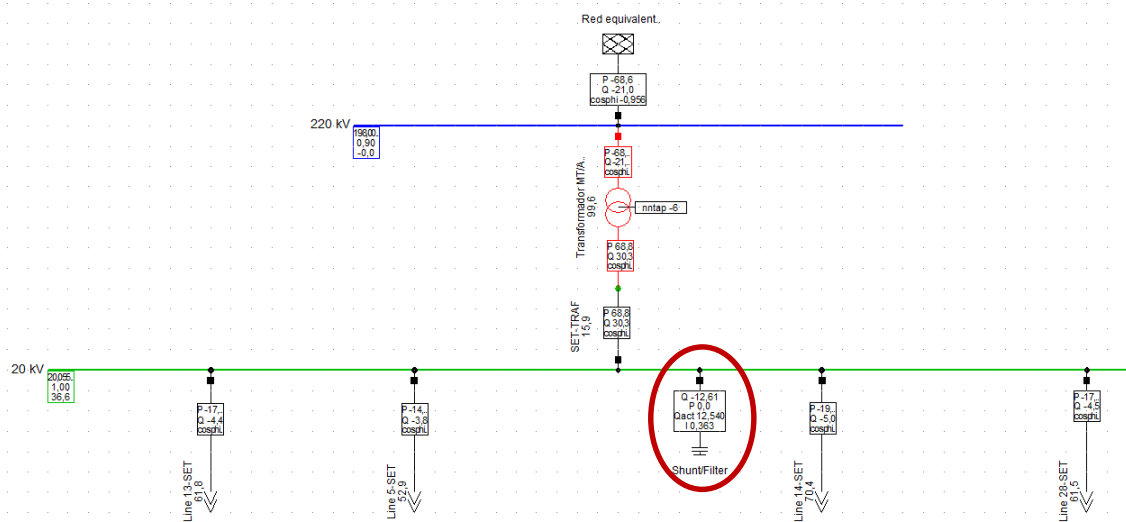 Red equivalent..
P -68,6
Q -21,0
cosphi -0,956
220 kV
0,90
-0,0
P -68,..
Q -21,..
cosphi.
Transformador MT/A..
99,6
nntap -6
P 68,8
Q 30,3
cosphi.
SET-TRAF
15,9
P 68,8
Q 30,3
cosphi.
20 kV
1,00
36,6
P -17,..
Q -4,4
cosphi.
Line 13-SET
61,8
P -14,..
Q -3,8
cosphi.
Line 5-SET
52,9
Q -12,61
P 0,0
Qact 12,540
I 0,363
Shunt/Filter
P -19,..
Q -5,0
cosphi.
Line 14-SET
70,4
P -17,..
Q -4,5
cosphi.
Line 28-SET
61,5